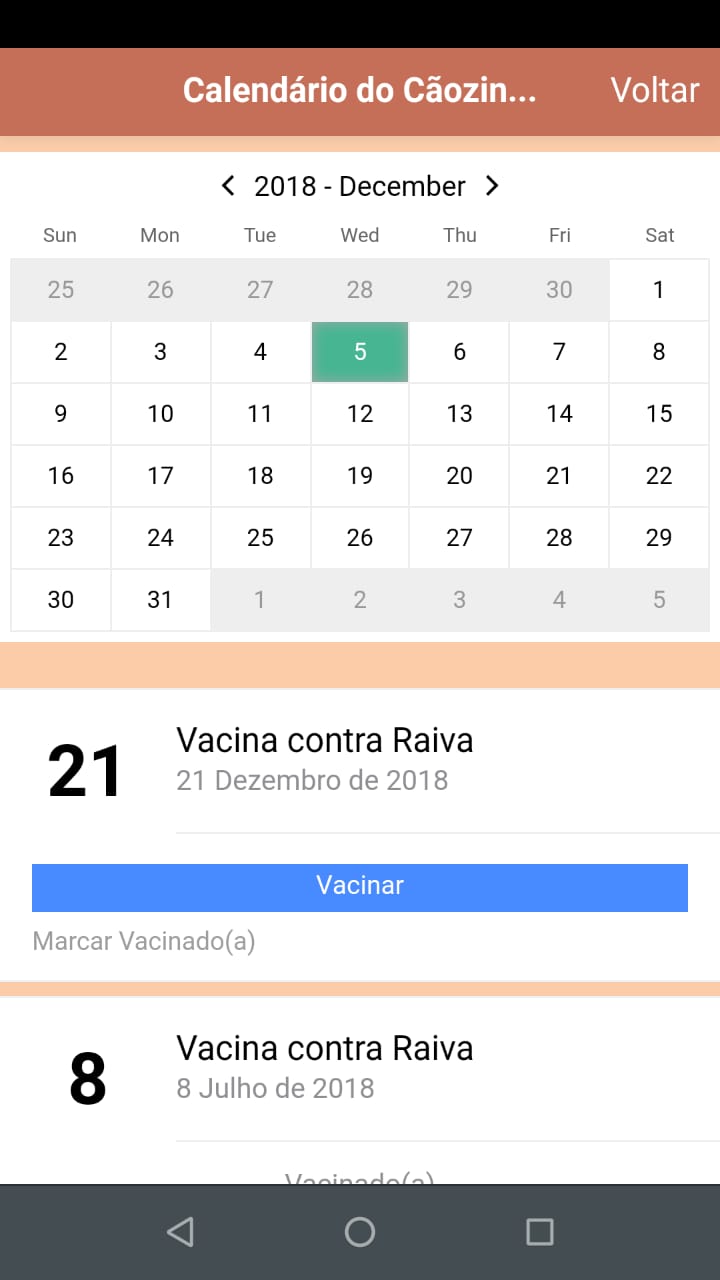 Calendário do Cãozin... Voltar
2018 - December
Sun Mon Tue Wed Thu Fri Sat
25 26 27 28 29 30 1
2 3 4 5 6 7 8
9 10 11 12 13 14 15
16 17 18 19 20 21 22
23 24 25 26 27 28 29
30 31 1 2 3 4 5
21
Vacina contra Raiva
21 Dezembro de 2018
Vacinar
Marcar Vacinado(a)
8
Vacina contra Raiva
8 Julho de 2018
Vacinado(a)